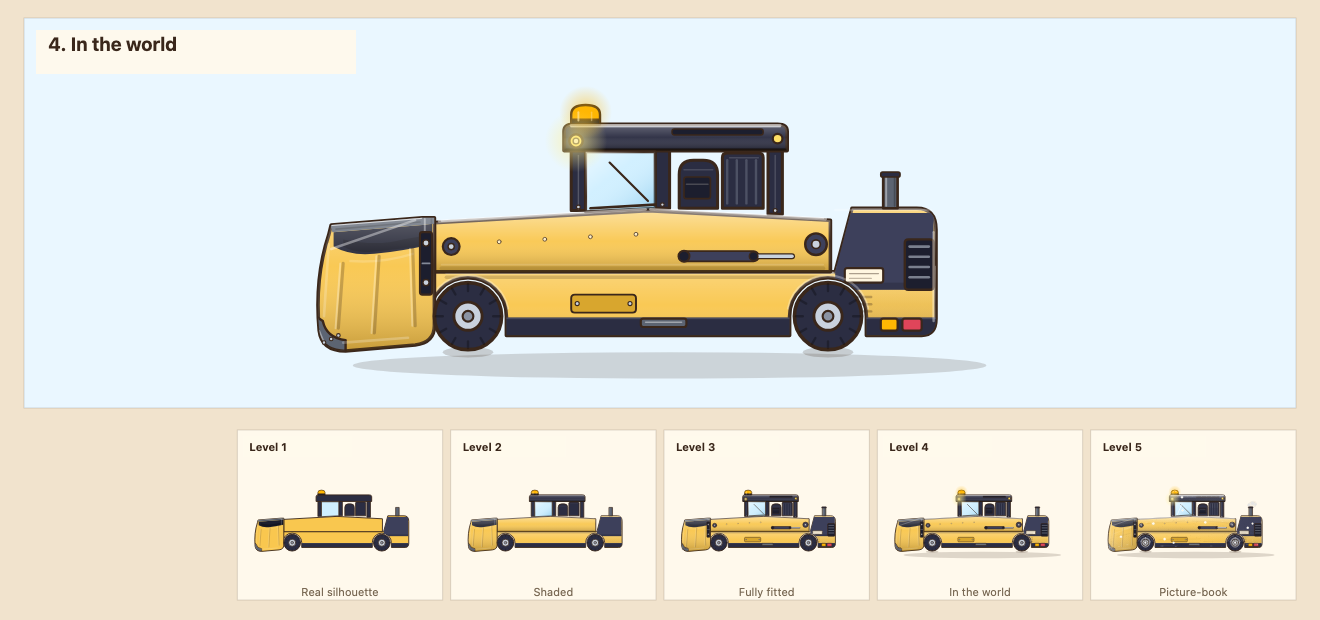 4. In the world
Level 1
Level 2
Level 3
Level 4
Level 5
Real silhouette
Shaded
Fully fitted
In the world
Picture-book